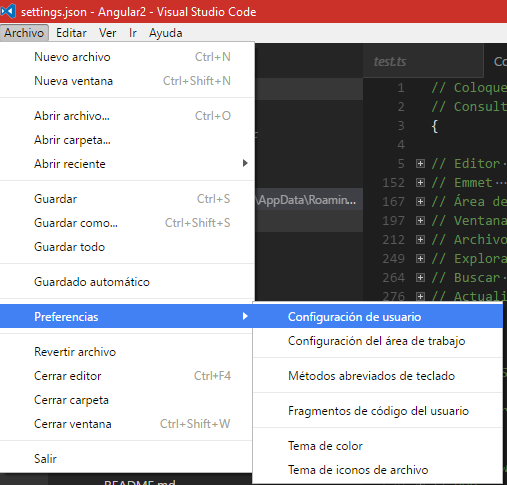 settings.json - Angular2 - Visual Studio Code
Archivo Editar Ver Ir Ayuda
Nuevo archivo Ctrl+N
Nueva ventana Ctrl+Shift+N
Abrir archivo... Ctrl+O
Abrir carpeta...
Abrir reciente
Guardar Ctrl+S
Guardar como... Ctrl+Shift+S
Guardar todo
Guardado automático
Preferencias
Revertir archivo
Cerrar editor Ctrl+F4
Cerrar carpeta
Cerrar ventana Ctrl+Shift+W
Salir
Configuración de usuario
Configuración del área de trabajo
Métodos abreviados de teclado
Fragmentos de código del usuario
Tema de color
Tema de iconos de archivo
\AppData\Roamin...
README.md
test.ts Co
1 // Coloque
2 // Consult
3 {
4
5 // Editor
152 // Emmet
167 // Área de
197 // Ventana
212 // Archivo
249 // Explora
264 // Buscar
276 // Actuali